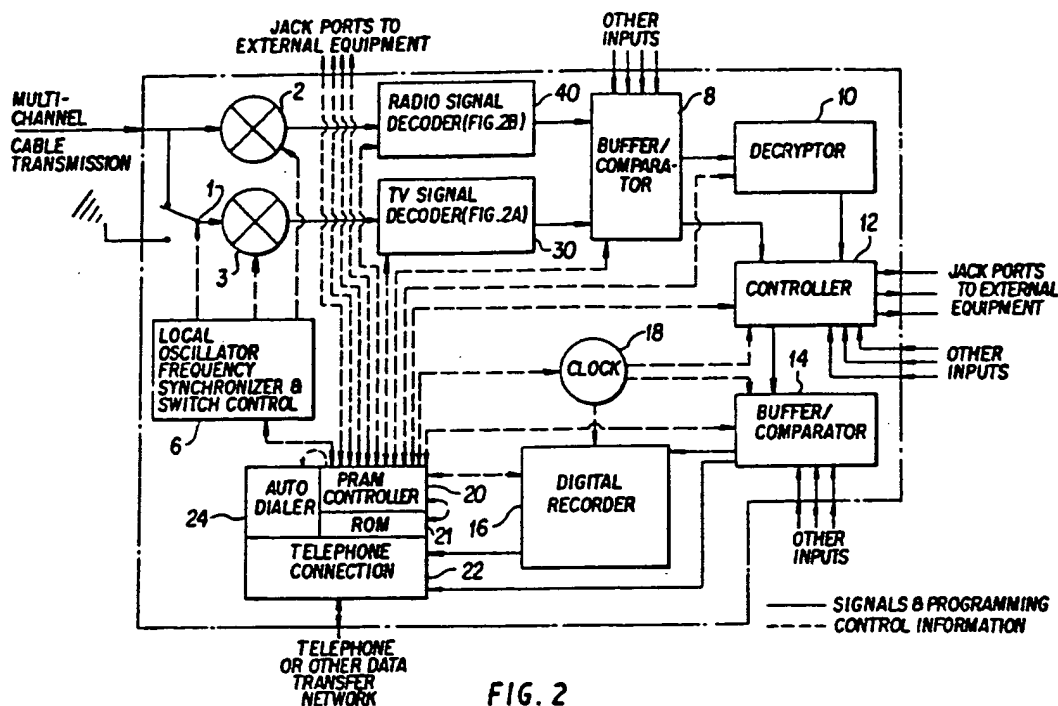 JACK PORTS TO
EXTERNAL EQUIPMENT
OTHER
INPUTS
MULTI-
CHANNEL
CABLE
TRANSMISSION
2
RADIO SIGNAL
DECODER(FIG.2B)
40
8
BUFFER/
COMPARA-
TOR
10
DECRYPTOR
1
3
TV SIGNAL
DECODER(FIG.2A)
30
12
CONTROLLER
JACK PORTS
TO EXTERNAL
EQUIPMENT
LOCAL
OSCILLATOR
FREQUENCY
SYNCHRONIZER &
SWITCH CONTROL
6
18
CLOCK
OTHER
INPUTS
14
BUFFER/
COMPARATOR
AUTO
DIALER
24
PRAM
CONTROLLER
20
ROM
21
TELEPHONE
CONNECTION
22
DIGITAL
RECORDER
16
OTHER
INPUTS
SIGNALS & PROGRAMMING
CONTROL INFORMATION
TELEPHONE
OR OTHER DATA
TRANSFER
NETWORK
FIG. 2